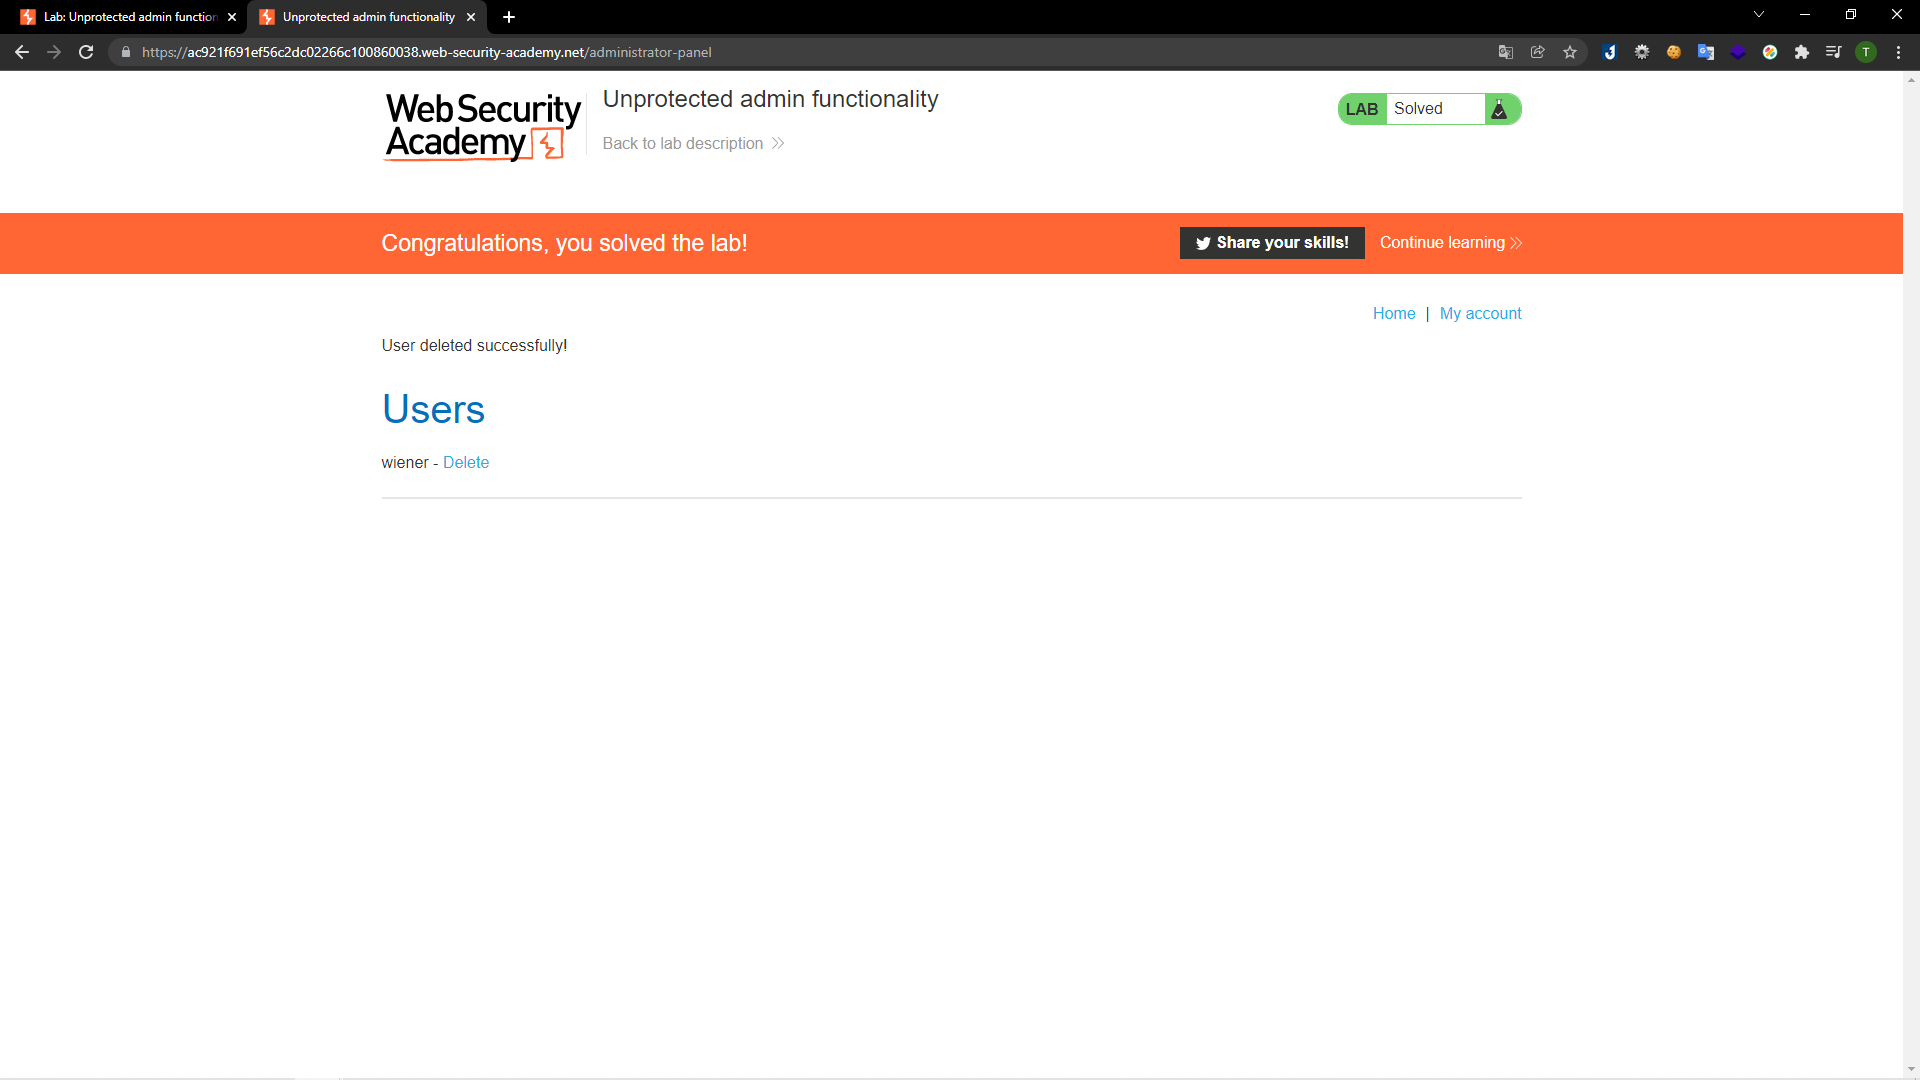 Lab: Unprotected admin function
Unprotected admin functionality
https://ac921f691ef56c2dc02266c100860038.web-security-academy.net/administrator-panel
T
Web Security
Academy
Unprotected admin functionality
Back to lab description
LAB Solved
Congratulations, you solved the lab!
Share your skills!
Continue learning
Home | My account
User deleted successfully!
Users
wiener - Delete